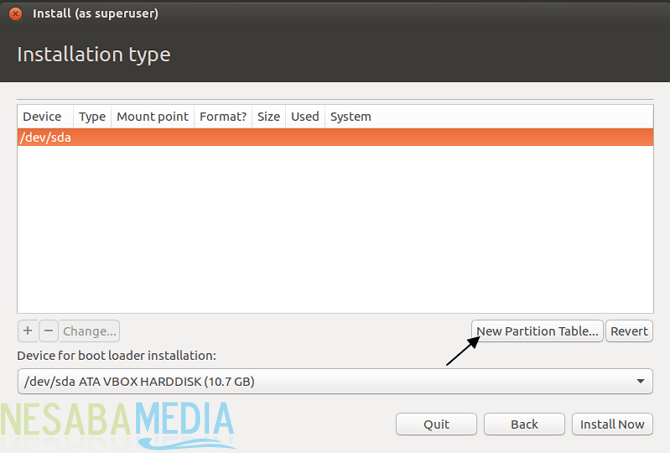 Install (as superuser)
Installation type
Device Type Mount point Format? Size Used System
/dev/sda
+ − Change... New Partition Table... Revert
Device for boot loader installation:
/dev/sda ATA VBOX HARDDISK (10.7 GB)
NESABAMEDIA
Quit Back Install Now